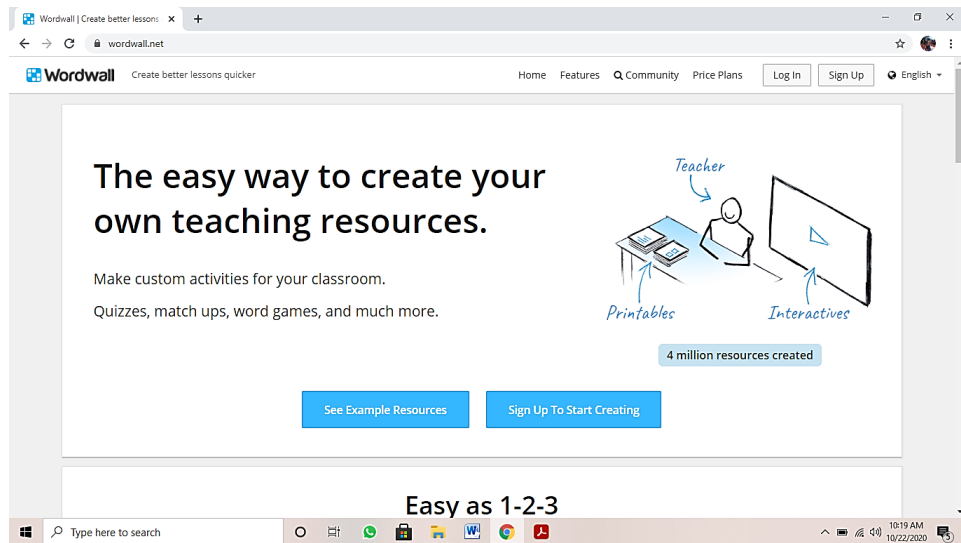 Wordwall | Create better lessons
wordwall.net
Wordwall Create better lessons quicker Home Features Community Price Plans Log In Sign Up English
The easy way to create your
own teaching resources.
Make custom activities for your classroom.
Quizzes, match ups, word games, and much more.
Teacher
Printables Interactives
4 million resources created
See Example Resources Sign Up To Start Creating
Easy as 1-2-3
Type here to search
10:19 AM
10/22/2020
5